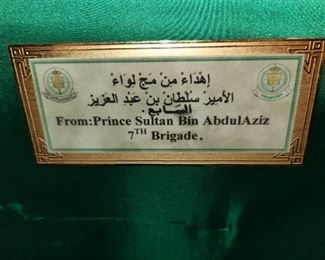 إهداء من مج لواء
الأمير سلطان بن عبد العزيز
السابع
From:Prince Sultan Bin AbdulAziz
7TH Brigade.